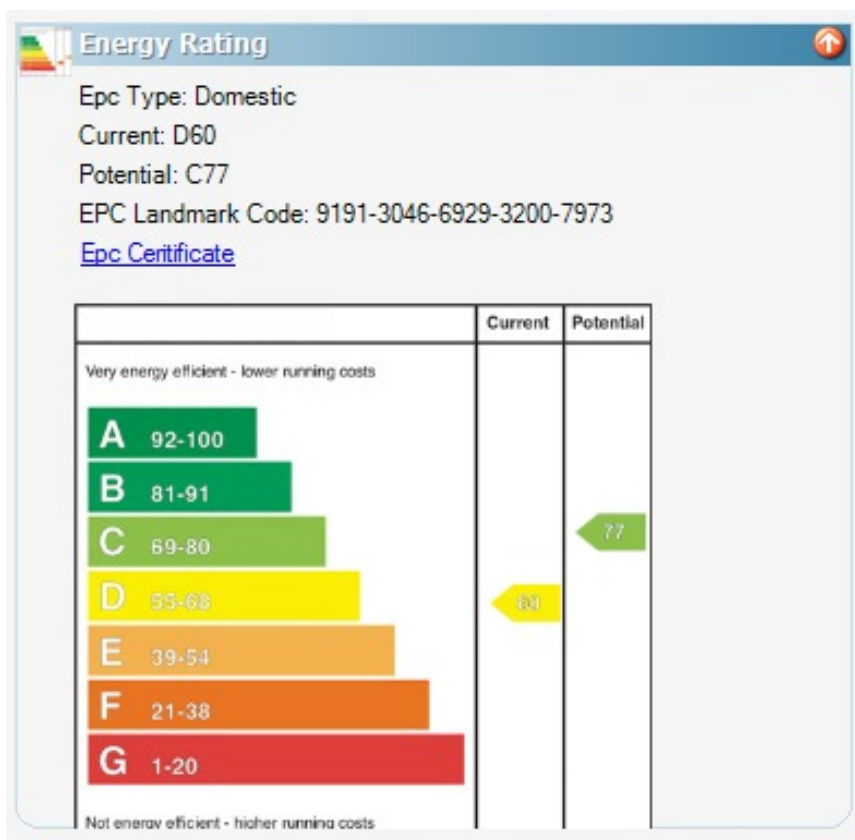 Energy Rating
Epc Type: Domestic
Current: D60
Potential: C77
EPC Landmark Code: 9191-3046-6929-3200-7973
Epc Ceritificate
Current Potential
Very energy efficient - lower running costs
A 92-100
B 81-91
C 69-80
77
D 55-68
60
E 39-54
F 21-38
G 1-20
Not energy efficient - higher running costs